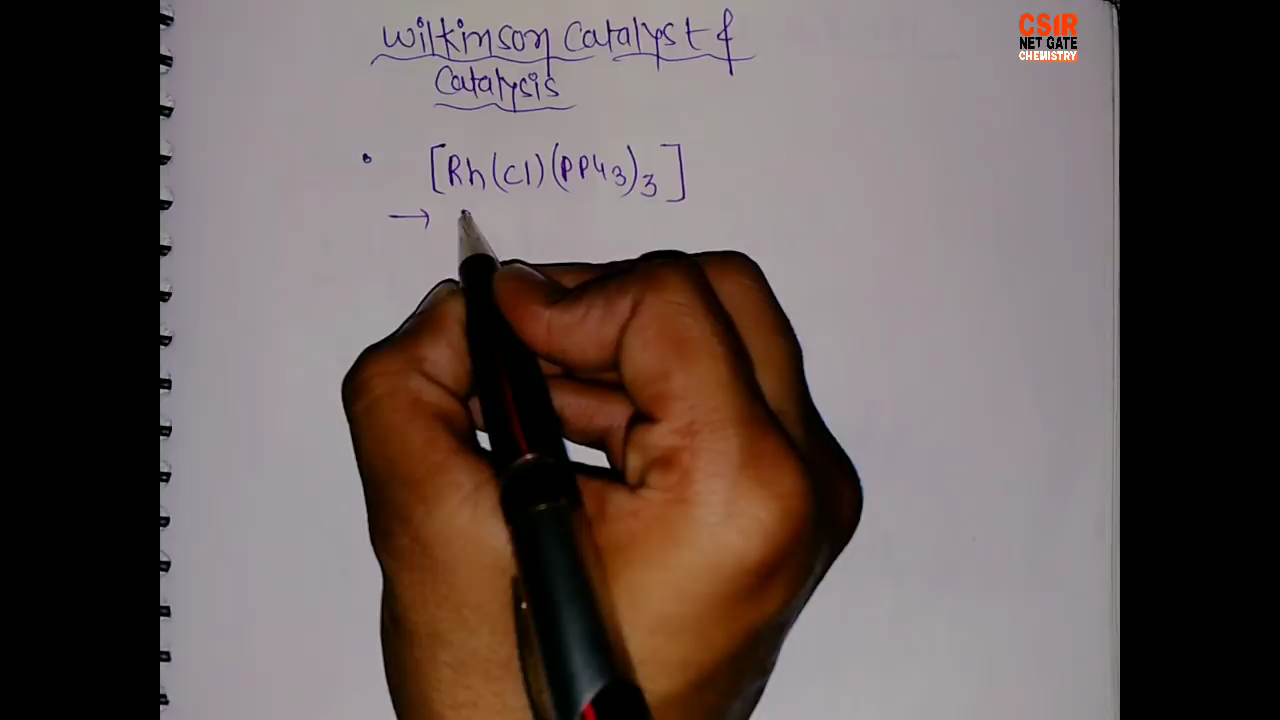 Wilkinson Catalyst &
Catalysis
• [Rh(Cl)(PPh3)3]
→
CSIR
NET GATE
CHEMISTRY